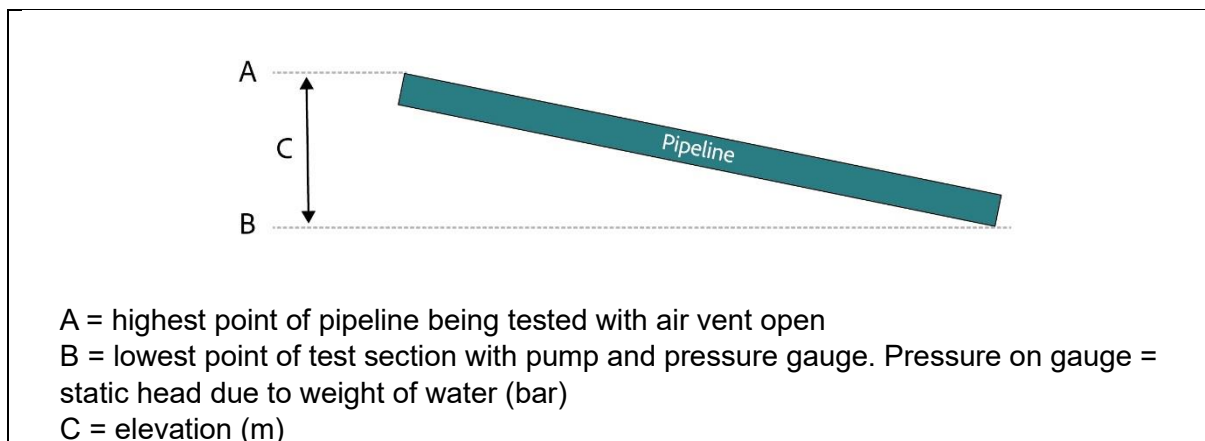 A
C
Pipeline
B
A = highest point of pipeline being tested with air vent open
B = lowest point of test section with pump and pressure gauge. Pressure on gauge =
static head due to weight of water (bar)
C = elevation (m)